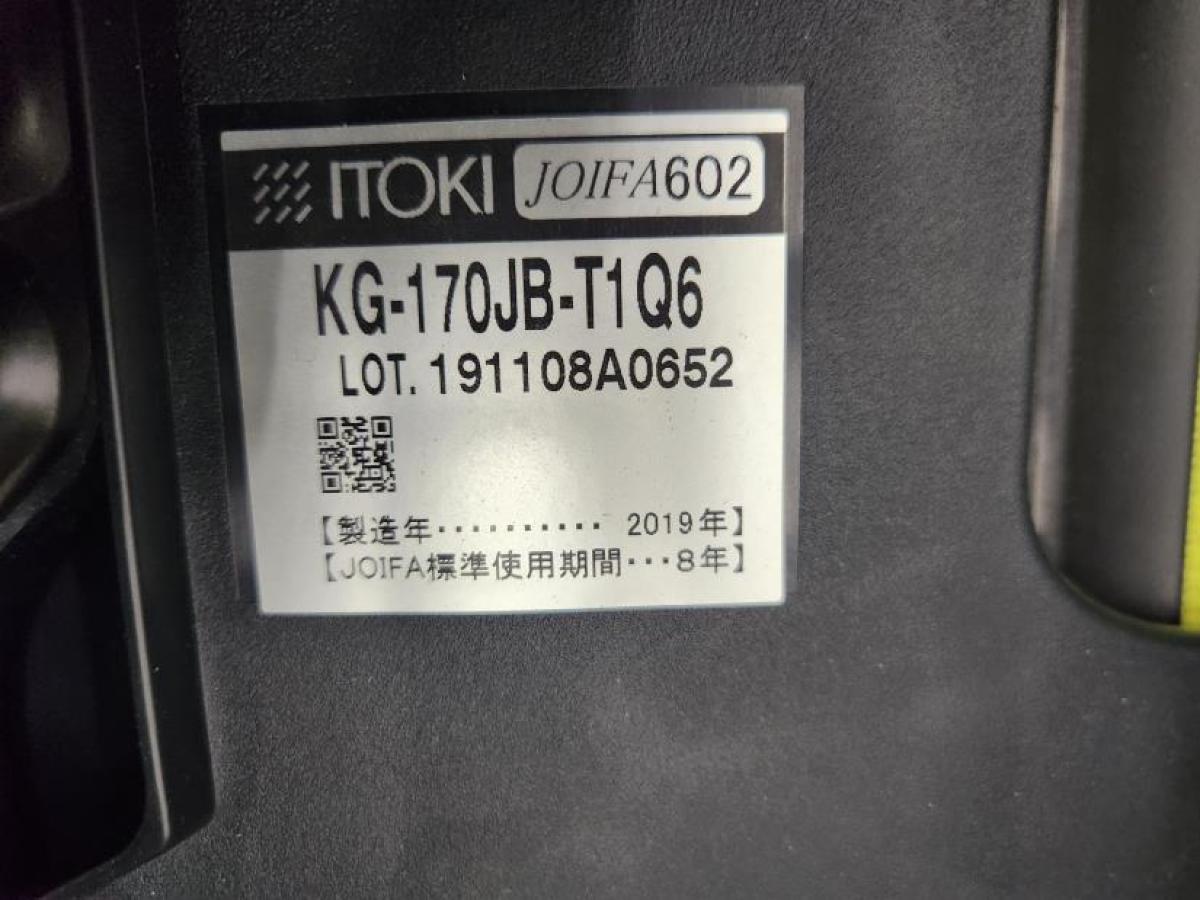 ITOKI JOIFA602
KG-170JB-T1Q6
LOT. 191108A0652
【製造年・・・・・・・・・・ 2019年】
【JOIFA標準使用期間・・・8年】